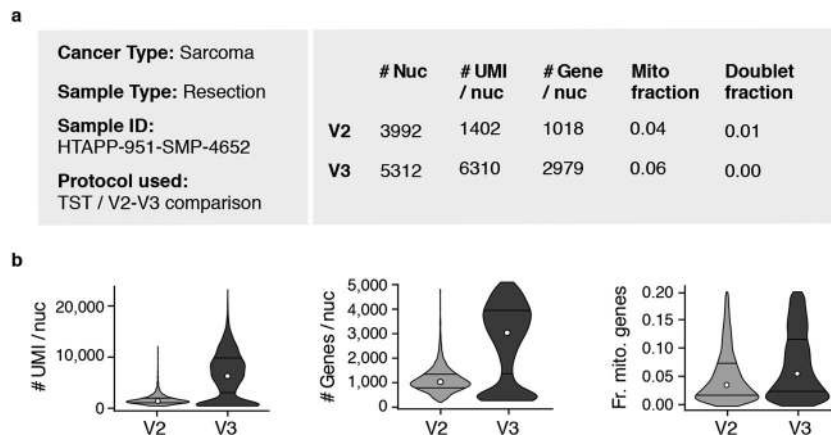 a
Cancer Type: Sarcoma
Sample Type: Resection
Sample ID:
HTAPP-951-SMP-4652
Protocol used:
TST / V2-V3 comparison
# Nuc # UMI / nuc # Gene / nuc Mito fraction Doublet fraction
V2 3992 1402 1018 0.04 0.01
V3 5312 6310 2979 0.06 0.00
b
# UMI / nuc
20,000
10,000
0
V2 V3
# Genes / nuc
5,000
4,000
3,000
2,000
1,000
0
V2 V3
Fr. mito. genes
0.20
0.15
0.10
0.05
0.00
V2 V3